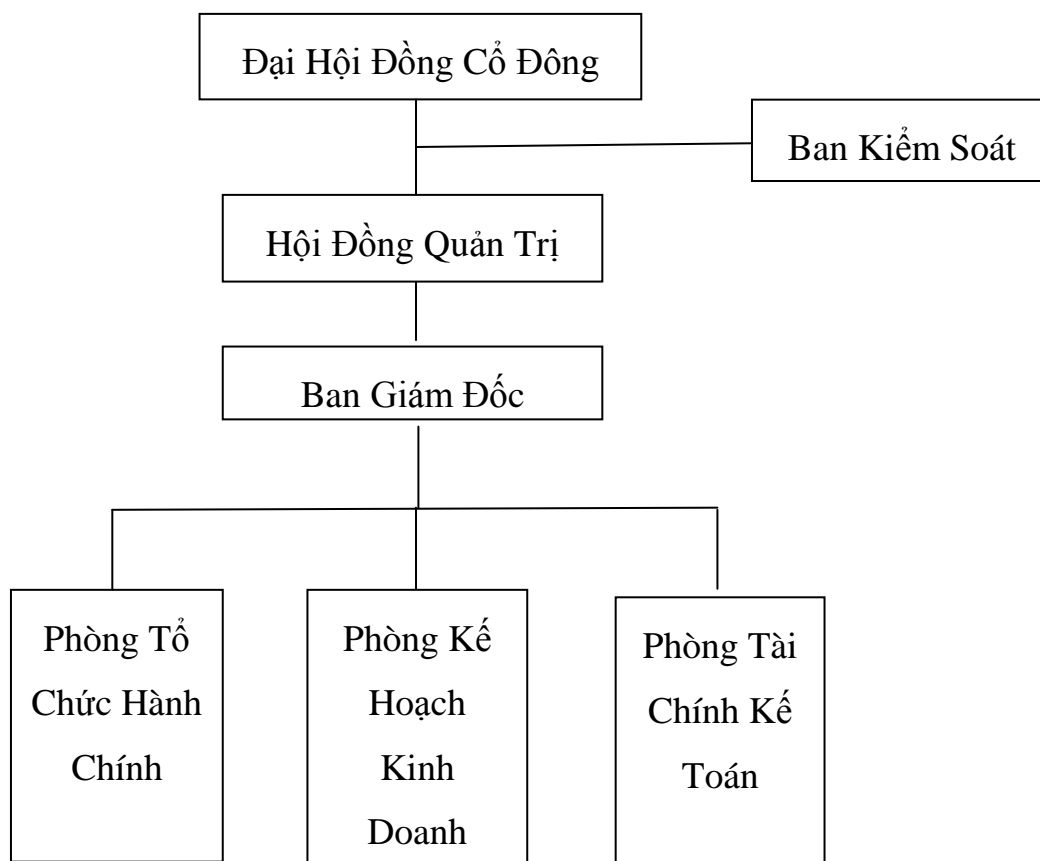 Đại Hội Đồng Cổ Đông
Ban Kiểm Soát
Hội Đồng Quản Trị
Ban Giám Đốc
Phòng Tổ
Chức Hành
Chính
Phòng Kế
Hoạch
Kinh
Doanh
Phòng Tài
Chính Kế
Toán